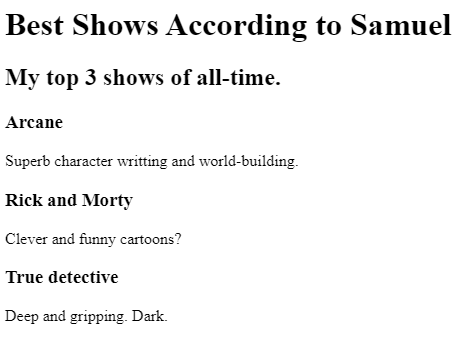 Best Shows According to Samuel
My top 3 shows of all-time.
Arcane
Superb character writting and world-building.
Rick and Morty
Clever and funny cartoons?
True detective
Deep and gripping. Dark.